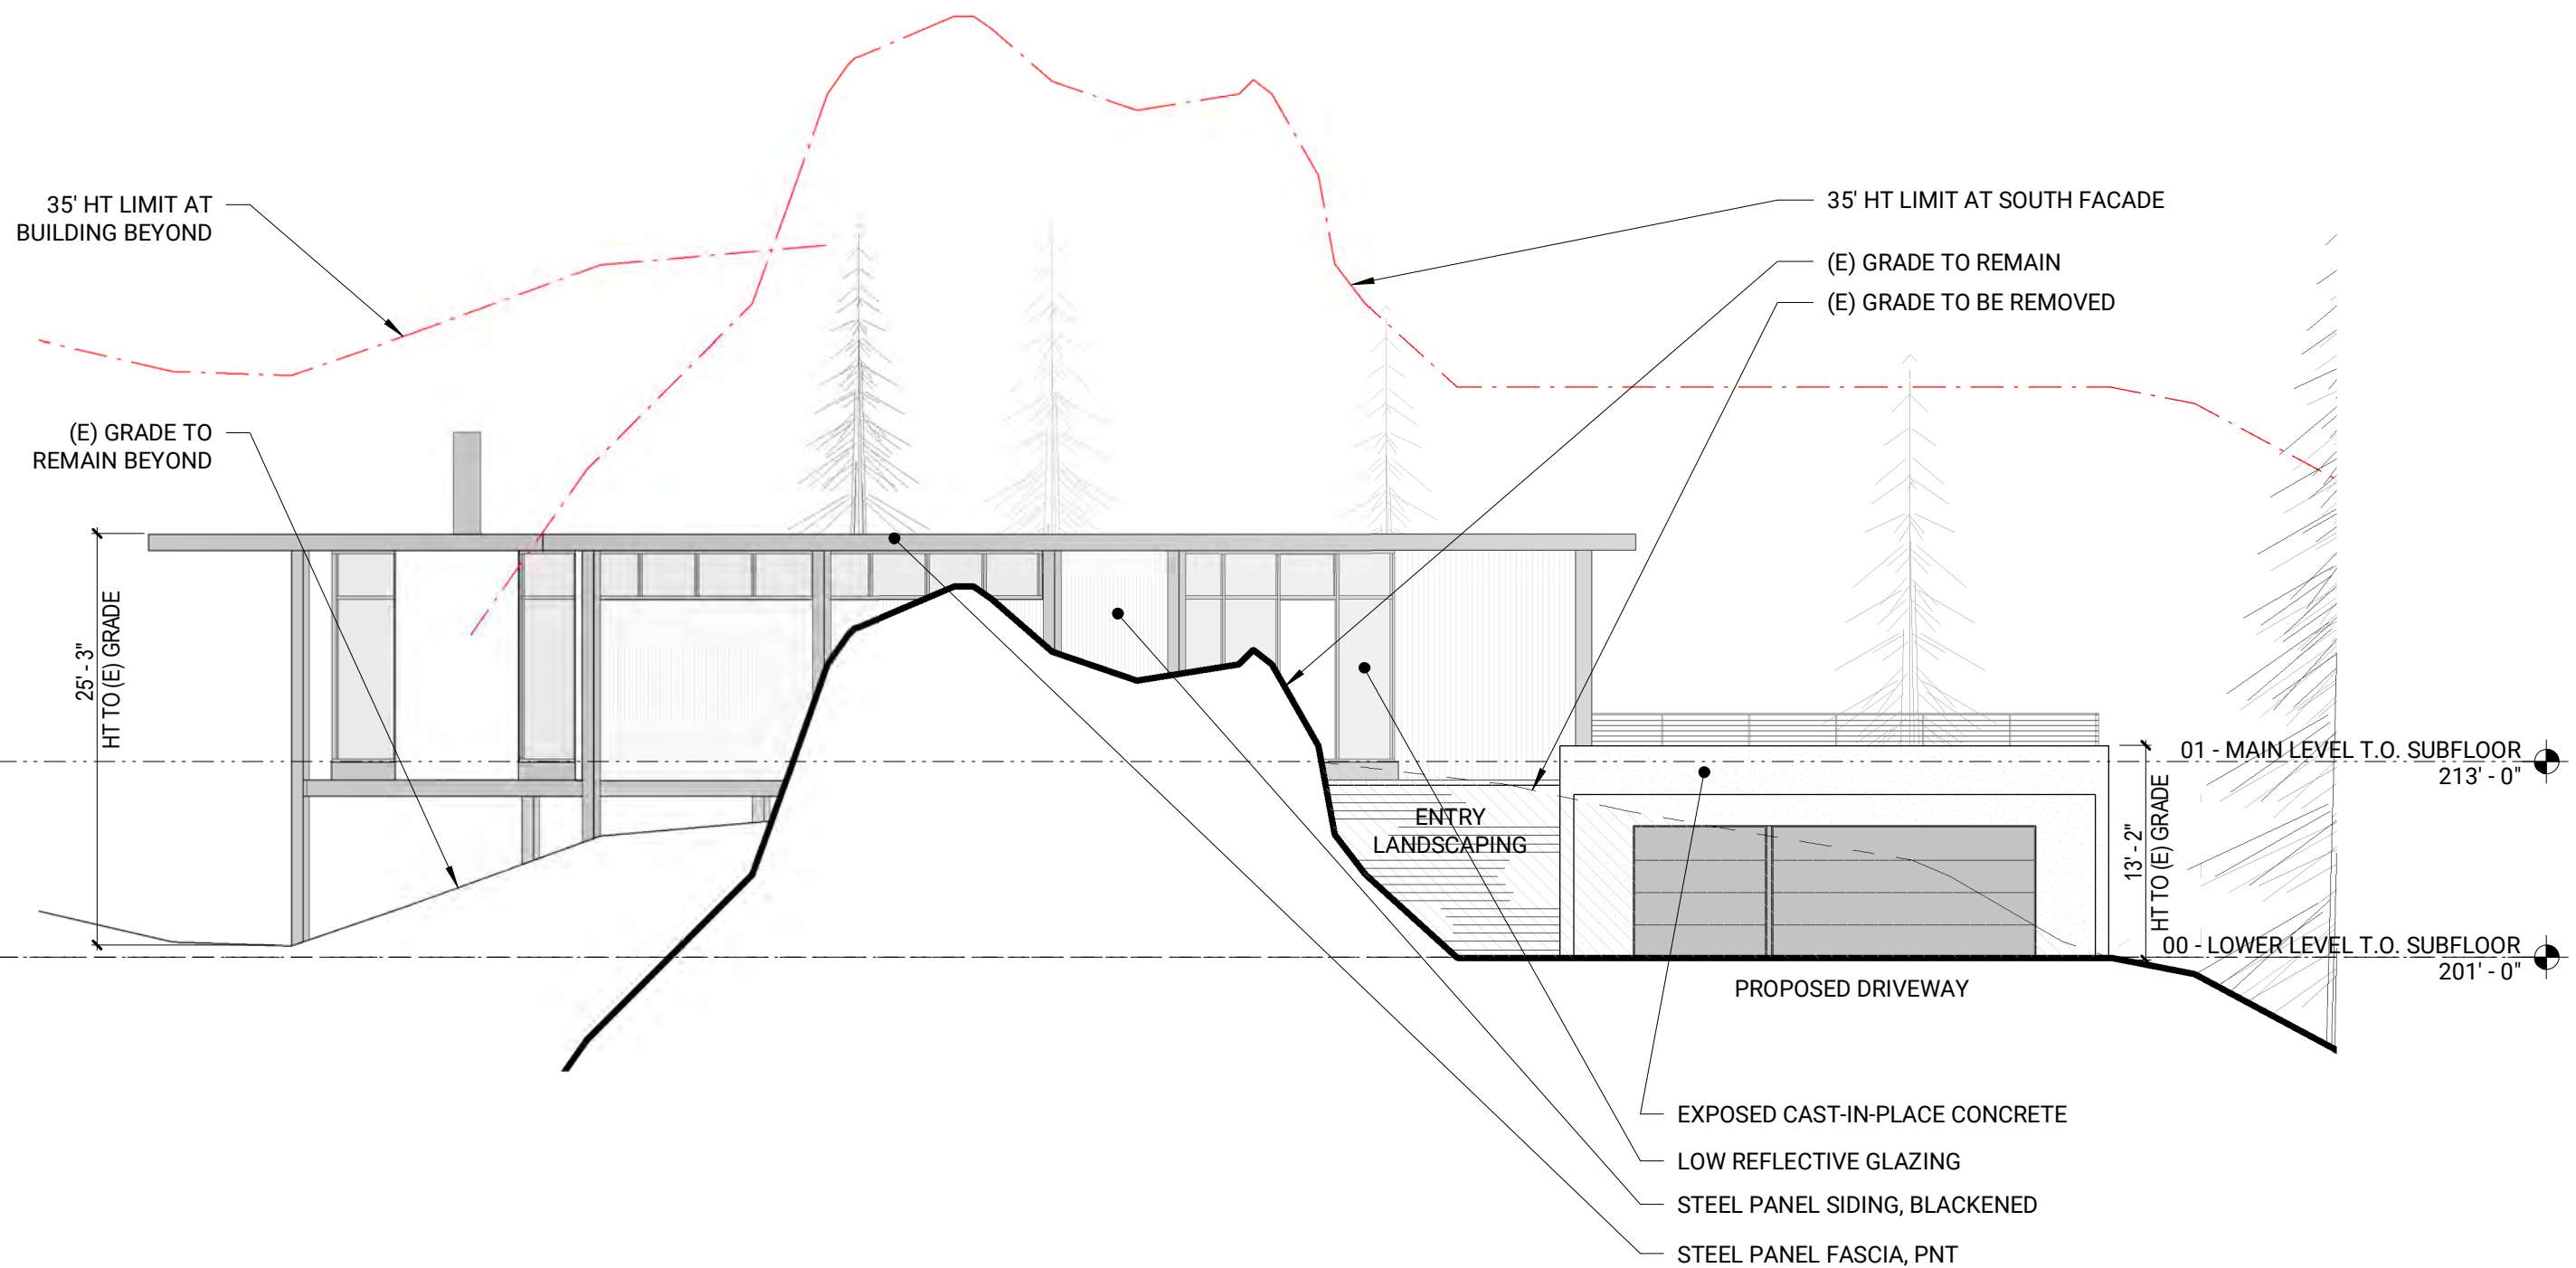 35' HT LIMIT AT
BUILDING BEYOND
35' HT LIMIT AT SOUTH FACADE
(E) GRADE TO REMAIN
(E) GRADE TO BE REMOVED
(E) GRADE TO
REMAIN BEYOND
25' - 3"
HT TO (E) GRADE
01 - MAIN LEVEL T.O. SUBFLOOR
213' - 0"
ENTRY
LANDSCAPING
13' - 2"
HT TO (E) GRADE
00 - LOWER LEVEL T.O. SUBFLOOR
201' - 0"
PROPOSED DRIVEWAY
EXPOSED CAST-IN-PLACE CONCRETE
LOW REFLECTIVE GLAZING
STEEL PANEL SIDING, BLACKENED
STEEL PANEL FASCIA, PNT